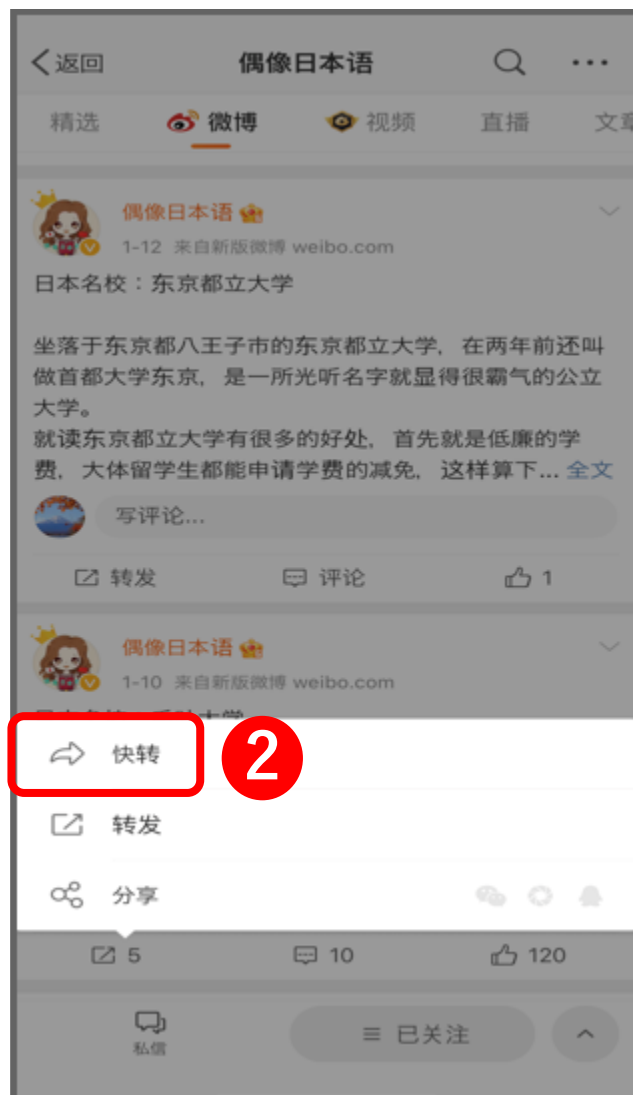 返回
偶像日本语
精选
微博
视频
直播
文章
偶像日本语
1-12 来自新版微博 weibo.com
日本名校：东京都立大学
坐落于东京都八王子市的东京都立大学，在两年前还叫
做首都大学东京，是一所光听名字就显得很霸气的公立
大学。
就读东京都立大学有很多的好处，首先就是低廉的学
费，大体留学生都能申请学费的减免，这样算下... 全文
写评论...
转发
评论
1
偶像日本语
1-10 来自新版微博 weibo.com
快转
2
转发
分享
5
10
120
私信
已关注